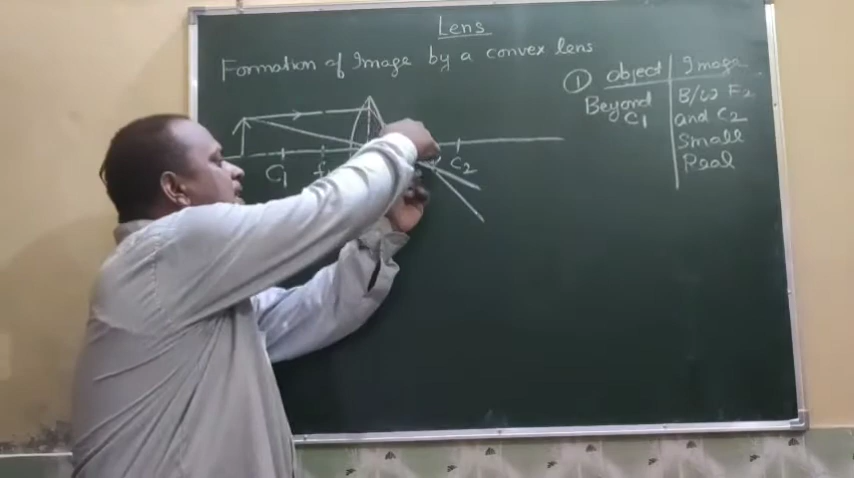 Lens
Formation of Image by a convex lens
① object Image
Beyond C1
B/w F2 and C2
Small
Real
C1 f C2